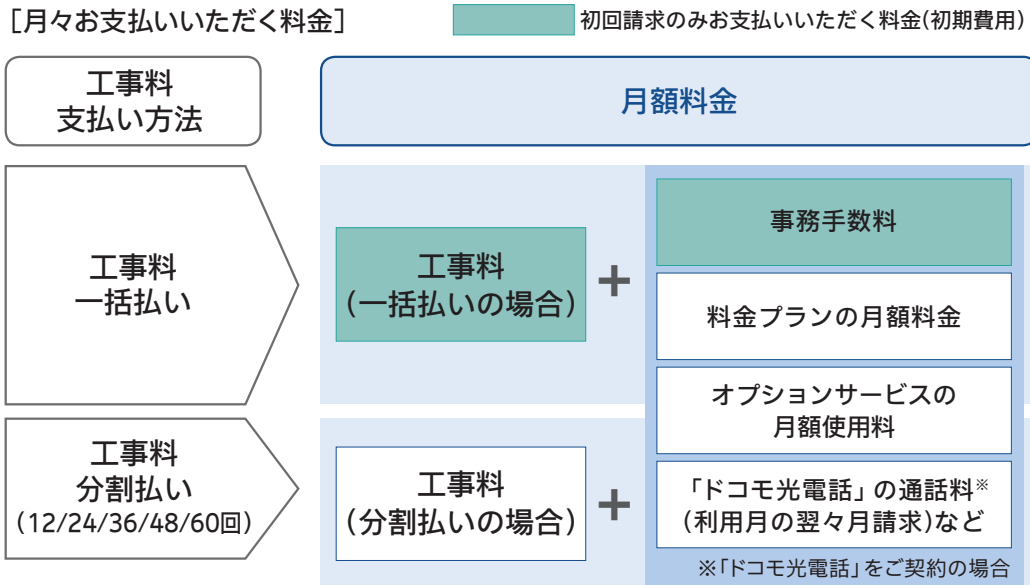 ［月々お支払いいただく料金］
初回請求のみお支払いいただく料金(初期費用)
工事料
支払い方法
月額料金
工事料
一括払い
工事料
(一括払いの場合)
+
事務手数料
料金プランの月額料金
オプションサービスの
月額使用料
「ドコモ光電話」の通話料※
(利用月の翌々月請求)など
※「ドコモ光電話」をご契約の場合
工事料
分割払い
(12/24/36/48/60回)
工事料
(分割払いの場合)
+